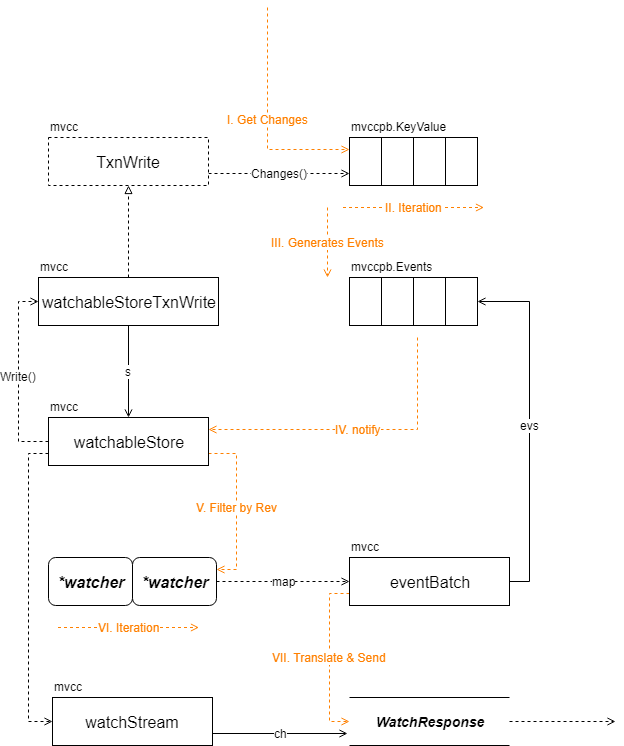 I. Get Changes
mvcc
mvccpb.KeyValue
TxnWrite
Changes()
II. Iteration
III. Generates Events
mvcc
mvccpb.Events
watchableStoreTxnWrite
Write()
s
mvcc
watchableStore
IV. notify
evs
V. Filter by Rev
mvcc
*watcher
*watcher
map
eventBatch
VI. Iteration
VII. Translate & Send
mvcc
watchStream
ch
WatchResponse